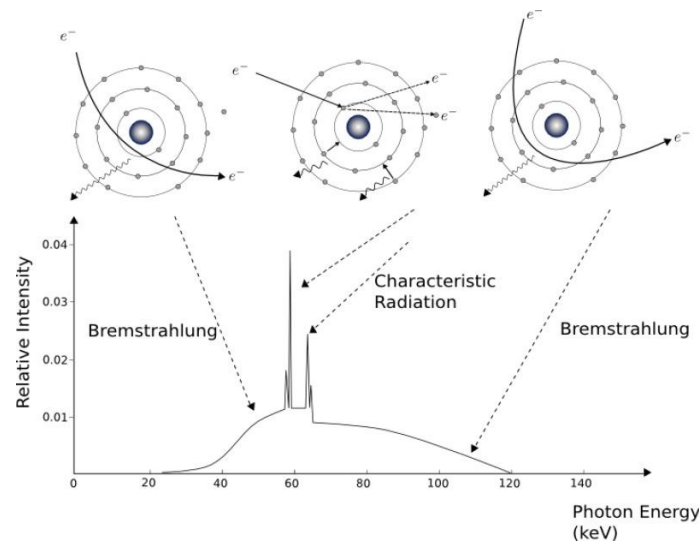 e⁻
e⁻
e⁻
e⁻
e⁻
e⁻
e⁻
Relative Intensity
0.04
0.03
0.02
0.01
Bremstrahlung
Characteristic
Radiation
Bremstrahlung
0
20
40
60
80
100
120
140
Photon Energy
(keV)